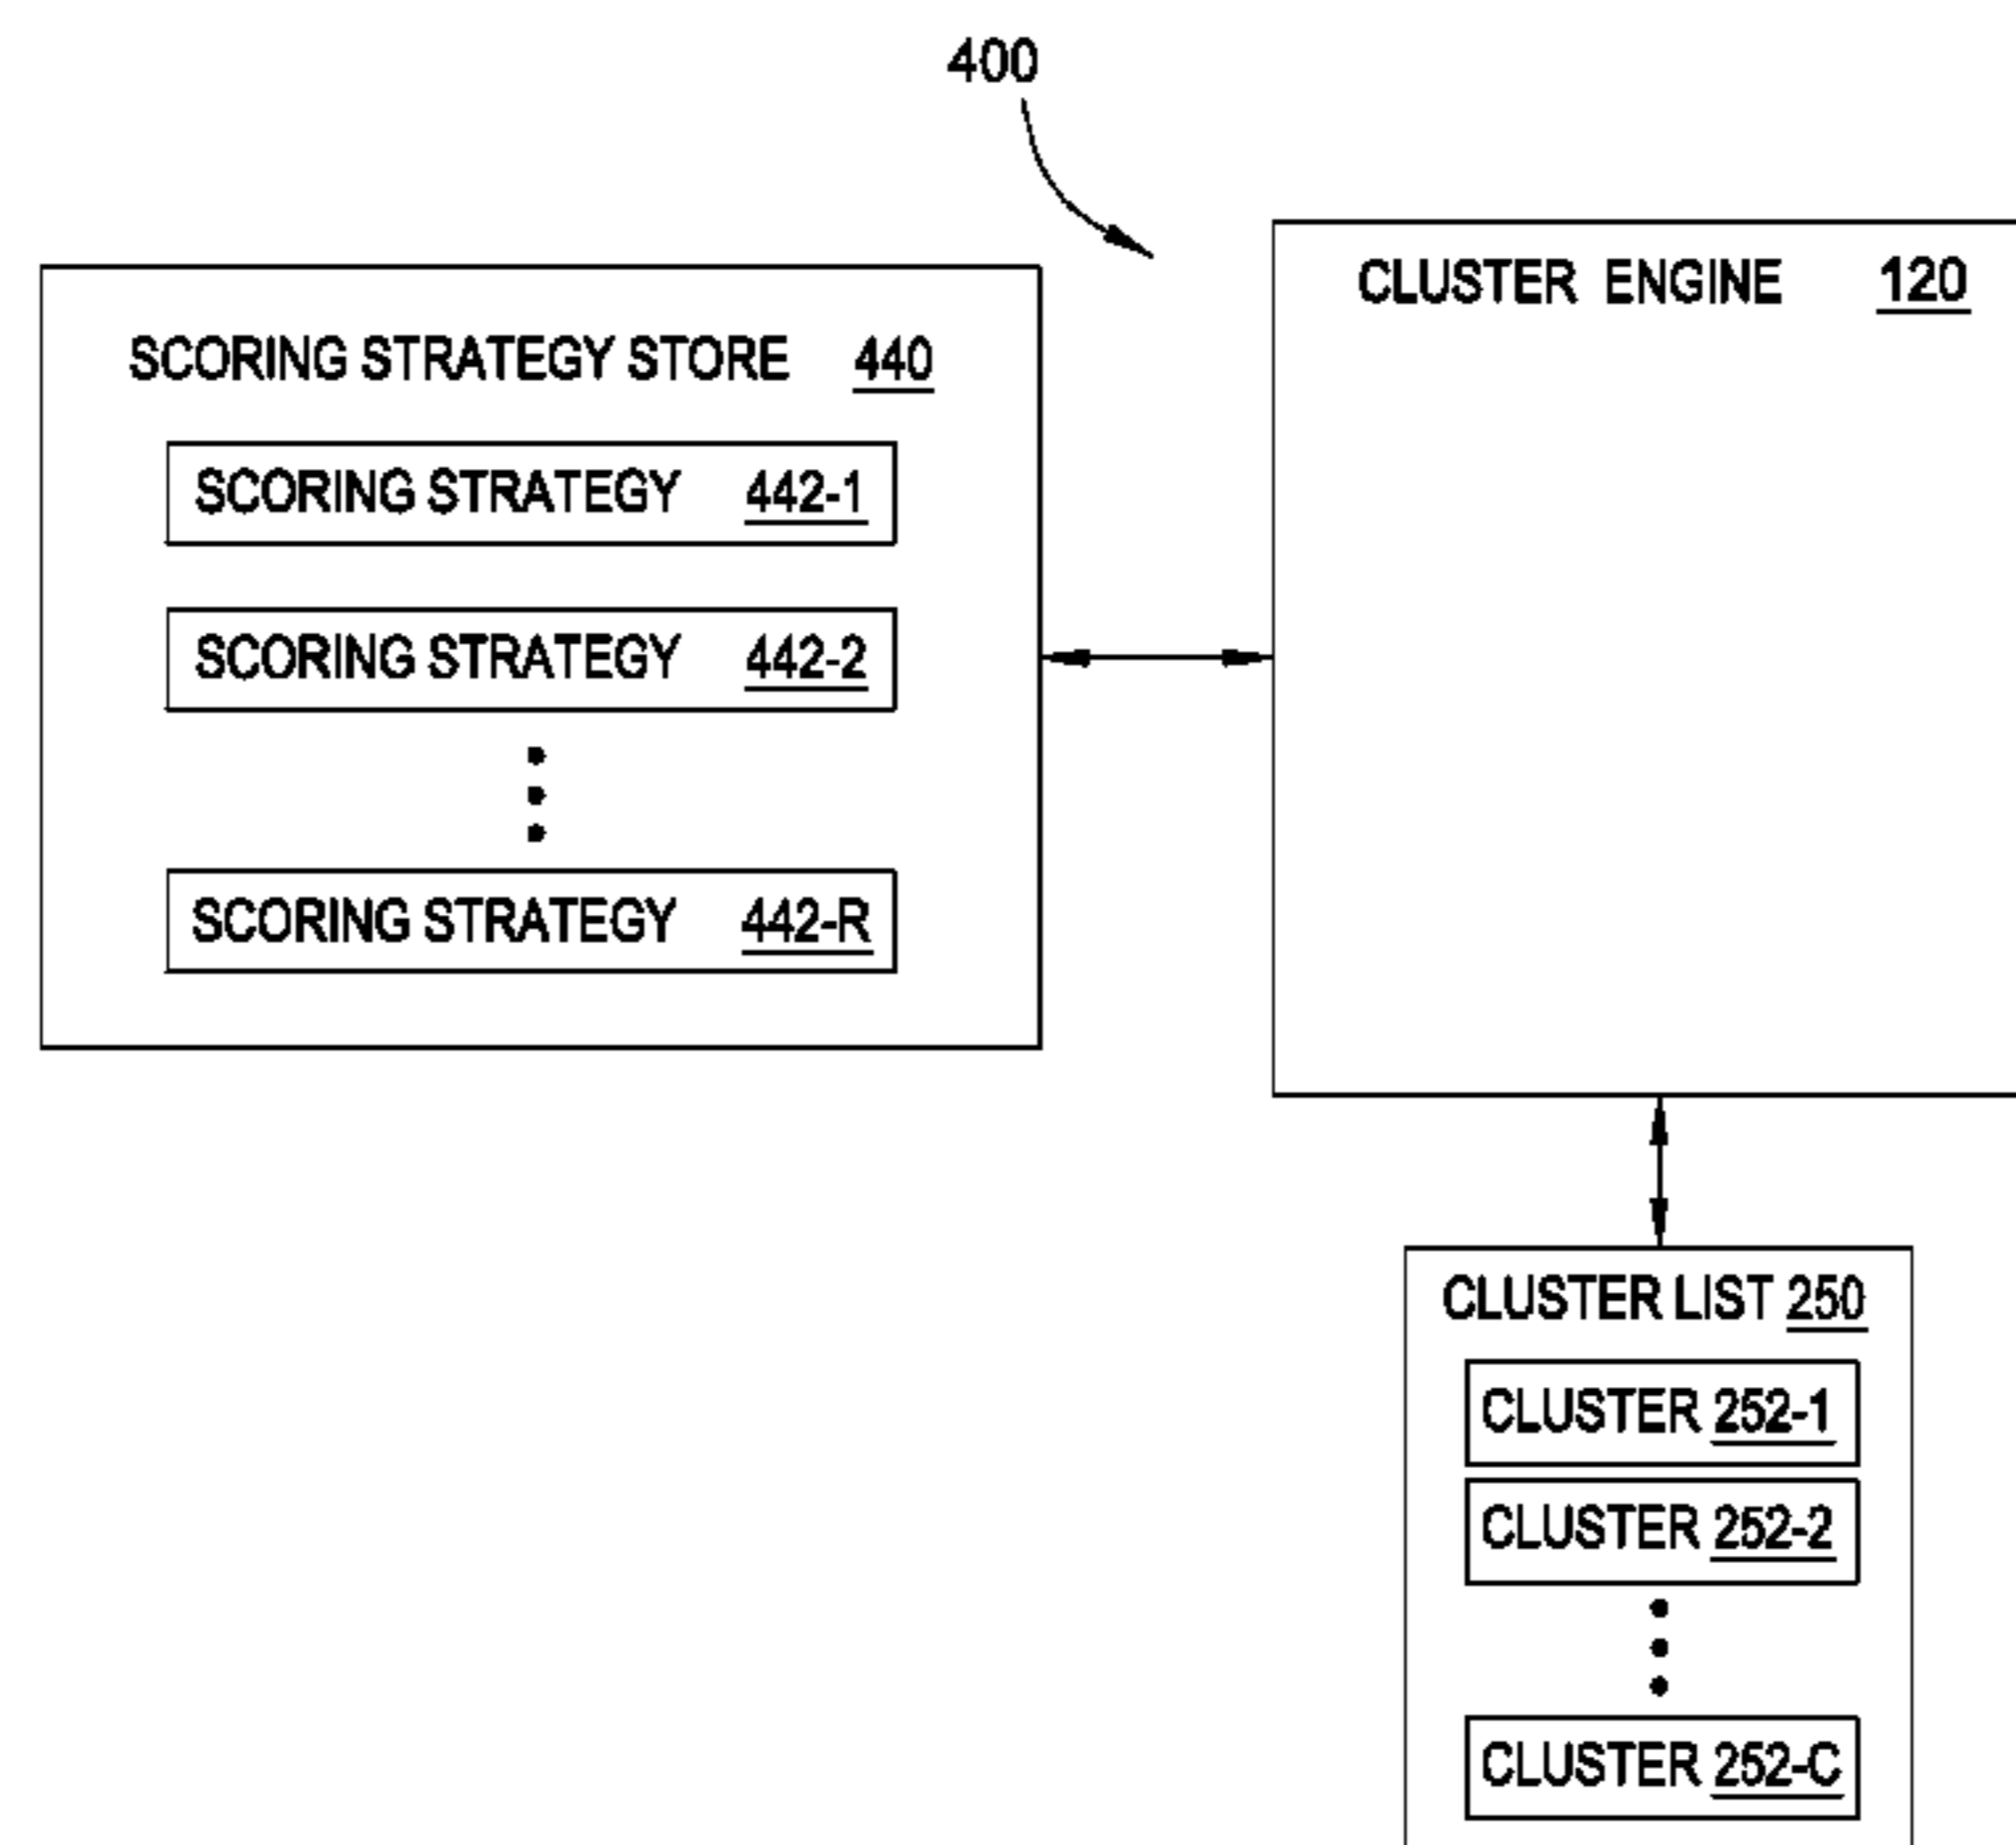 400
SCORING STRATEGY STORE 440
SCORING STRATEGY 442-1
SCORING STRATEGY 442-2
SCORING STRATEGY 442-R
CLUSTER ENGINE 120
CLUSTER LIST 250
CLUSTER 252-1
CLUSTER 252-2
CLUSTER 252-C